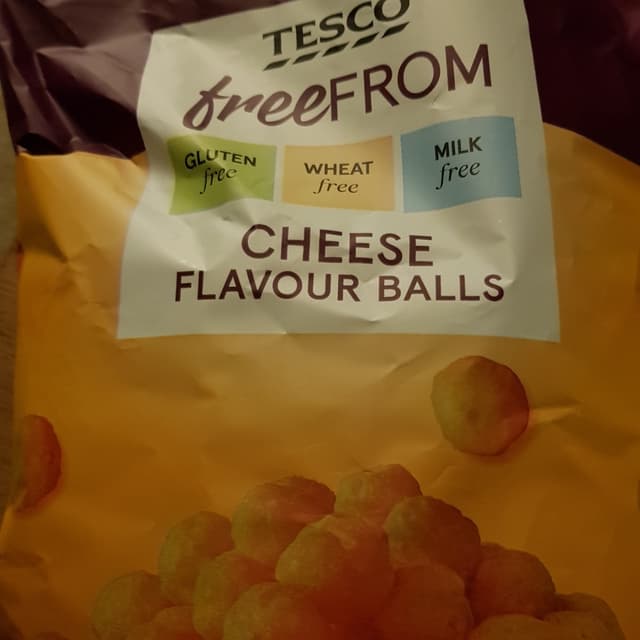 TESCO
freeFROM
GLUTEN
free
WHEAT
free
MILK
free
CHEESE
FLAVOUR BALLS